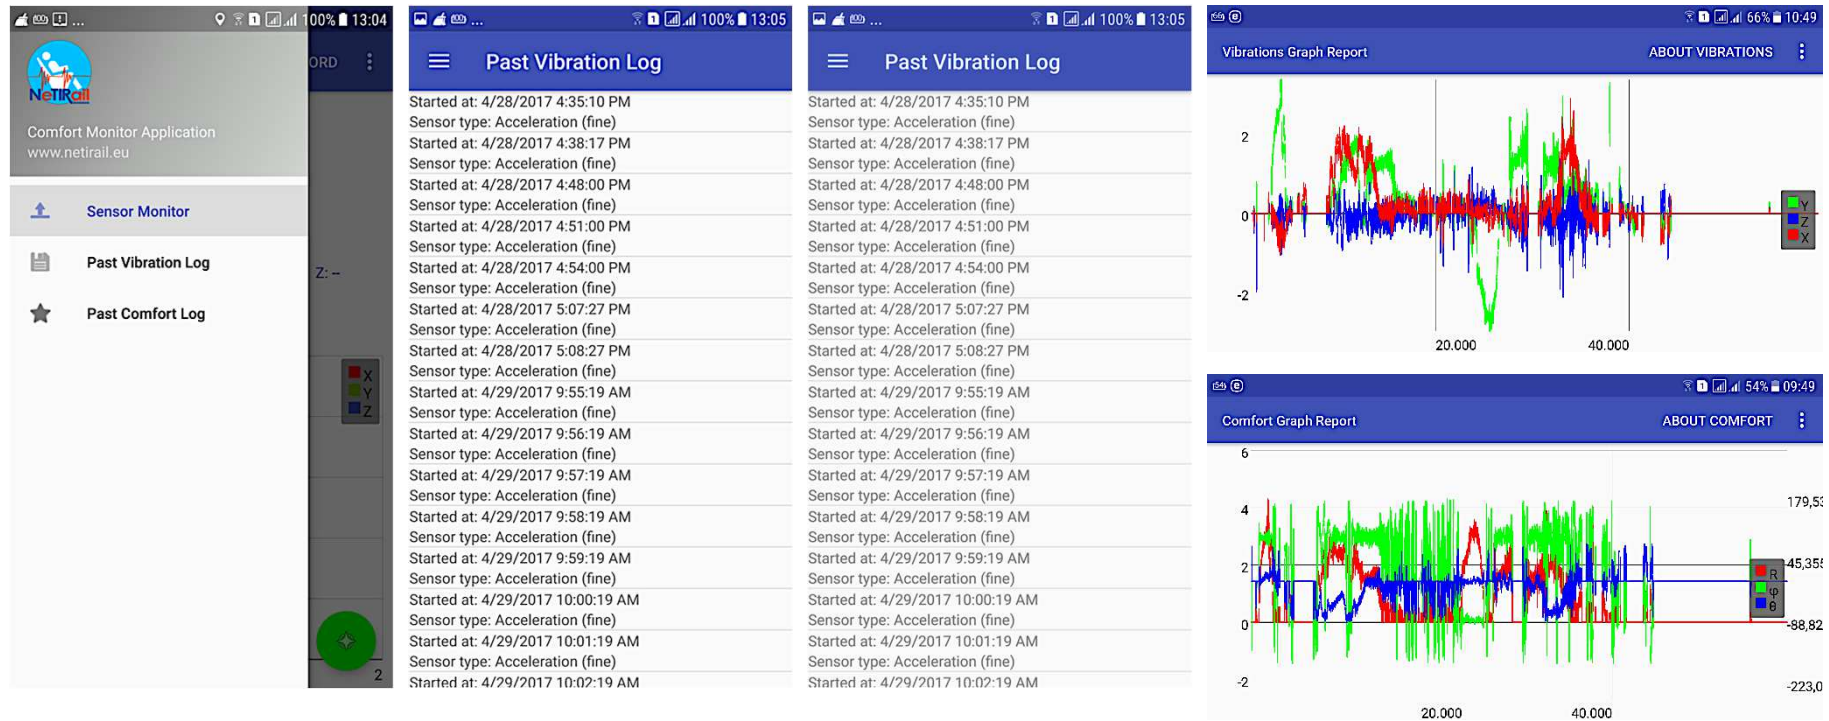 100% 13:04
NeTIRail
ORD
Comfort Monitor Application
www.netirail.eu
Sensor Monitor
Past Vibration Log
Past Comfort Log
Z: --
X
Y
Z
2
... 100% 13:05
Past Vibration Log
Started at: 4/28/2017 4:35:10 PM
Sensor type: Acceleration (fine)
Started at: 4/28/2017 4:38:17 PM
Sensor type: Acceleration (fine)
Started at: 4/28/2017 4:48:00 PM
Sensor type: Acceleration (fine)
Started at: 4/28/2017 4:51:00 PM
Sensor type: Acceleration (fine)
Started at: 4/28/2017 4:54:00 PM
Sensor type: Acceleration (fine)
Started at: 4/28/2017 5:07:27 PM
Sensor type: Acceleration (fine)
Started at: 4/28/2017 5:08:27 PM
Sensor type: Acceleration (fine)
Started at: 4/29/2017 9:55:19 AM
Sensor type: Acceleration (fine)
Started at: 4/29/2017 9:56:19 AM
Sensor type: Acceleration (fine)
Started at: 4/29/2017 9:57:19 AM
Sensor type: Acceleration (fine)
Started at: 4/29/2017 9:58:19 AM
Sensor type: Acceleration (fine)
Started at: 4/29/2017 9:59:19 AM
Sensor type: Acceleration (fine)
Started at: 4/29/2017 10:00:19 AM
Sensor type: Acceleration (fine)
Started at: 4/29/2017 10:01:19 AM
Sensor type: Acceleration (fine)
Started at: 4/29/2017 10:02:19 AM
... 100% 13:05
Past Vibration Log
Started at: 4/28/2017 4:35:10 PM
Sensor type: Acceleration (fine)
Started at: 4/28/2017 4:38:17 PM
Sensor type: Acceleration (fine)
Started at: 4/28/2017 4:48:00 PM
Sensor type: Acceleration (fine)
Started at: 4/28/2017 4:51:00 PM
Sensor type: Acceleration (fine)
Started at: 4/28/2017 4:54:00 PM
Sensor type: Acceleration (fine)
Started at: 4/28/2017 5:07:27 PM
Sensor type: Acceleration (fine)
Started at: 4/28/2017 5:08:27 PM
Sensor type: Acceleration (fine)
Started at: 4/29/2017 9:55:19 AM
Sensor type: Acceleration (fine)
Started at: 4/29/2017 9:56:19 AM
Sensor type: Acceleration (fine)
Started at: 4/29/2017 9:57:19 AM
Sensor type: Acceleration (fine)
Started at: 4/29/2017 9:58:19 AM
Sensor type: Acceleration (fine)
Started at: 4/29/2017 9:59:19 AM
Sensor type: Acceleration (fine)
Started at: 4/29/2017 10:00:19 AM
Sensor type: Acceleration (fine)
Started at: 4/29/2017 10:01:19 AM
Sensor type: Acceleration (fine)
Started at: 4/29/2017 10:02:19 AM
66% 10:49
Vibrations Graph Report ABOUT VIBRATIONS
2
0
-2
Y
Z
X
20.000 40.000
54% 09:49
Comfort Graph Report ABOUT COMFORT
6
4 179,53
2 45,355
R
φ
θ
0 -88,82
-2 -223,0
20.000 40.000